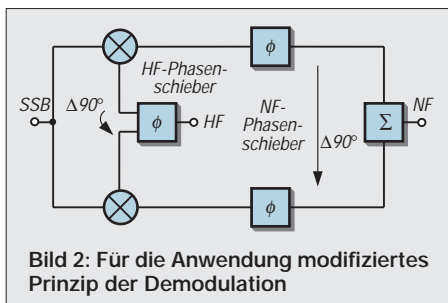 ϕ
HF-Phasen-
schieber
SSB
Δ90°
ϕ
HF
NF-
Phasen-
schieber
Δ90°
Σ
NF
ϕ
Bild 2: Für die Anwendung modifiziertes
Prinzip der Demodulation